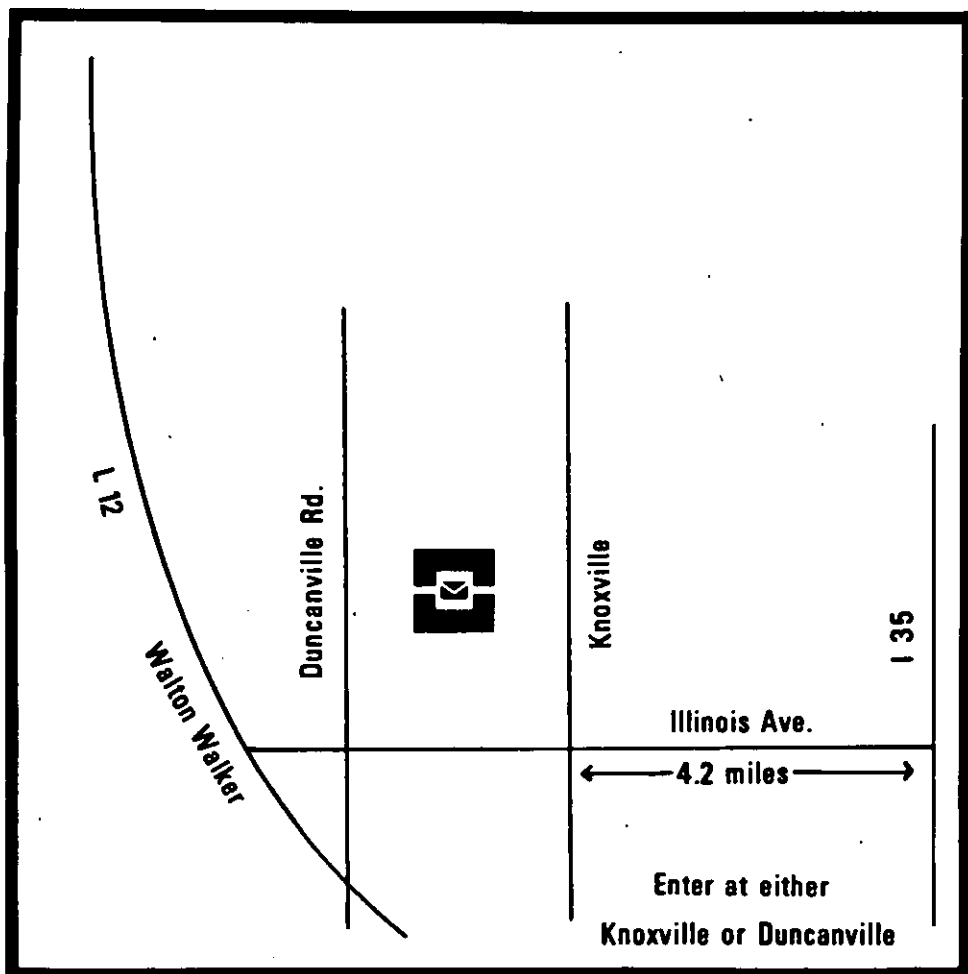 L 12
Walton Walker
Duncanville Rd.
Knoxville
I 35
Illinois Ave.
4.2 miles
Enter at either
Knoxville or Duncanville